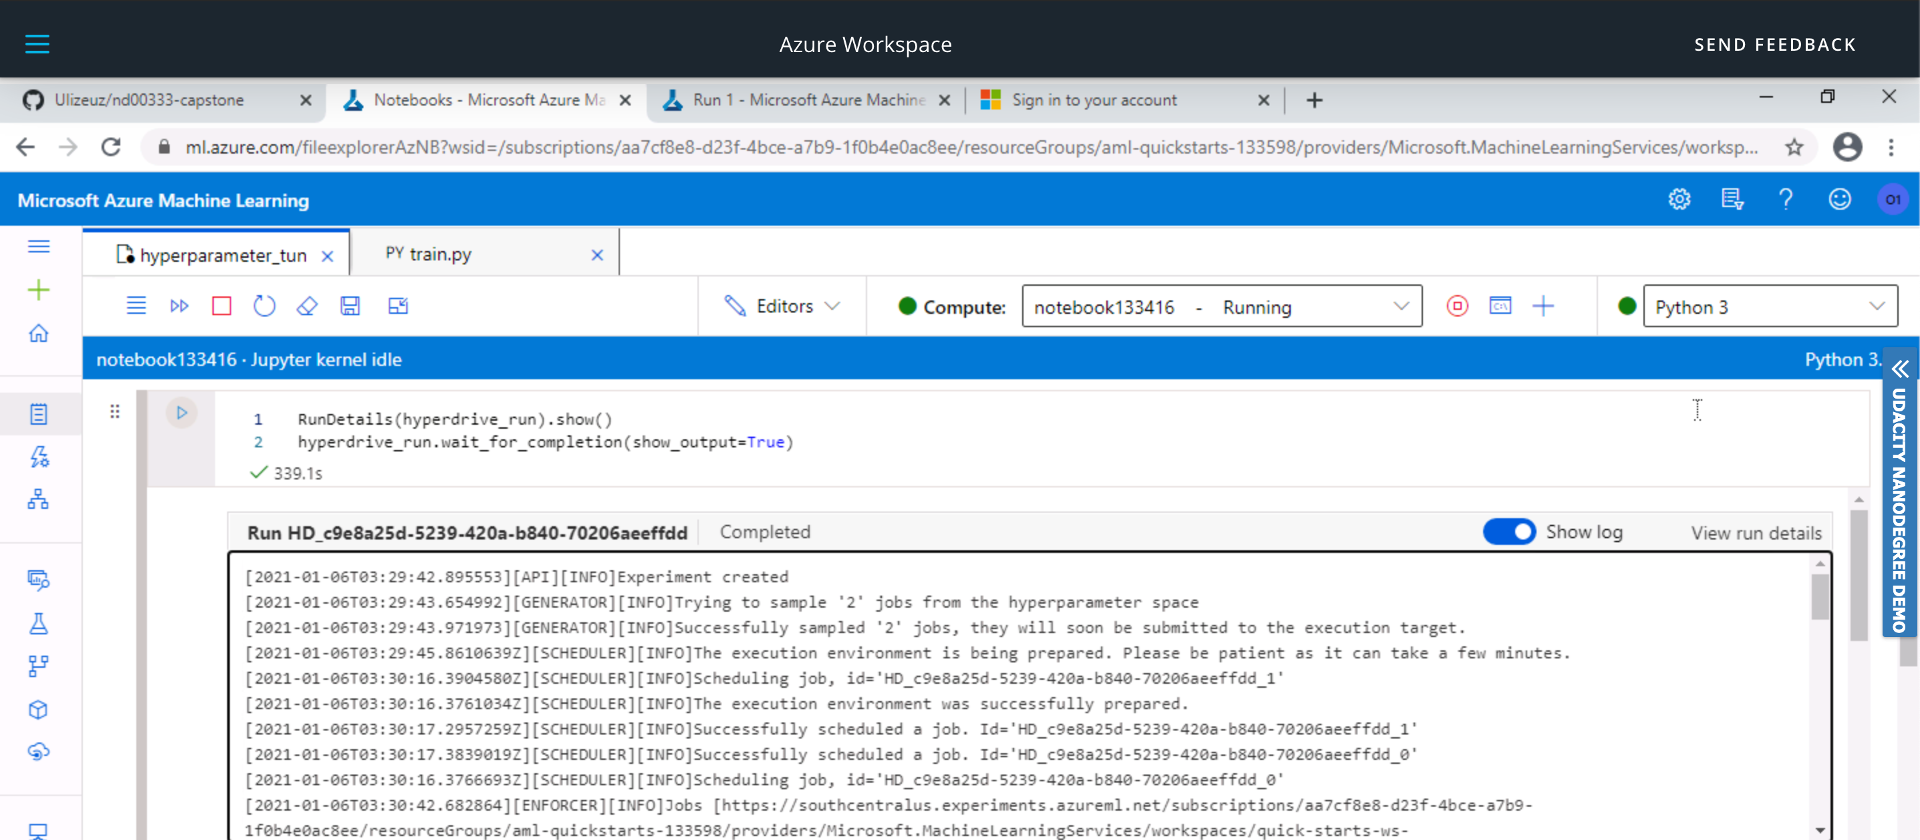 Azure Workspace
SEND FEEDBACK
Ulizeuz/nd00333-capstone
Notebooks - Microsoft Azure Ma
Run 1 - Microsoft Azure Machine
Sign in to your account
ml.azure.com/fileexplorerAzNB?wsid=/subscriptions/aa7cf8e8-d23f-4bce-a7b9-1f0b4e0ac8ee/resourceGroups/aml-quickstarts-133598/providers/Microsoft.MachineLearningServices/worksp...
Microsoft Azure Machine Learning
O1
hyperparameter_tun
PY train.py
Editors
Compute:
notebook133416 - Running
Python 3
notebook133416 · Jupyter kernel idle
Python 3.
1 RunDetails(hyperdrive_run).show()
2 hyperdrive_run.wait_for_completion(show_output=True)
339.1s
UDACITY NANODEGREE DEMO
Run HD_c9e8a25d-5239-420a-b840-70206aeeffdd
Completed
Show log
View run details
[2021-01-06T03:29:42.895553][API][INFO]Experiment created
[2021-01-06T03:29:43.654992][GENERATOR][INFO]Trying to sample '2' jobs from the hyperparameter space
[2021-01-06T03:29:43.971973][GENERATOR][INFO]Successfully sampled '2' jobs, they will soon be submitted to the execution target.
[2021-01-06T03:29:45.8610639Z][SCHEDULER][INFO]The execution environment is being prepared. Please be patient as it can take a few minutes.
[2021-01-06T03:30:16.3904580Z][SCHEDULER][INFO]Scheduling job, id='HD_c9e8a25d-5239-420a-b840-70206aeeffdd_1'
[2021-01-06T03:30:16.3761034Z][SCHEDULER][INFO]The execution environment was successfully prepared.
[2021-01-06T03:30:17.2957259Z][SCHEDULER][INFO]Successfully scheduled a job. Id='HD_c9e8a25d-5239-420a-b840-70206aeeffdd_1'
[2021-01-06T03:30:17.3839019Z][SCHEDULER][INFO]Successfully scheduled a job. Id='HD_c9e8a25d-5239-420a-b840-70206aeeffdd_0'
[2021-01-06T03:30:16.3766693Z][SCHEDULER][INFO]Scheduling job, id='HD_c9e8a25d-5239-420a-b840-70206aeeffdd_0'
[2021-01-06T03:30:42.682864][ENFORCER][INFO]Jobs [https://southcentralus.experiments.azureml.net/subscriptions/aa7cf8e8-d23f-4bce-a7b9-
1f0b4e0ac8ee/resourceGroups/aml-quickstarts-133598/providers/Microsoft.MachineLearningServices/workspaces/quick-starts-ws-